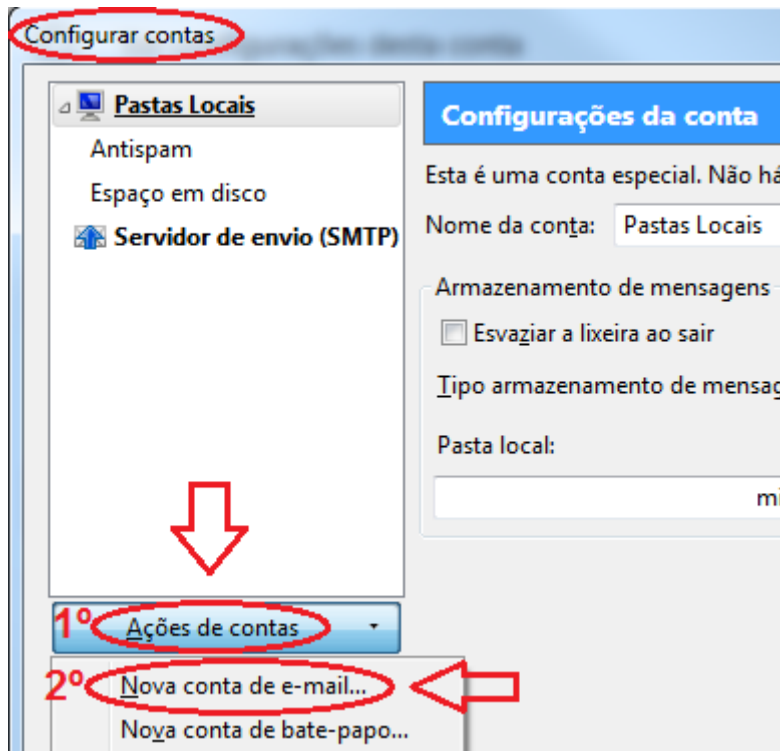 Configurar contas
Pastas Locais
Antispam
Espaço em disco
Servidor de envio (SMTP)
Configurações da conta
Esta é uma conta especial. Não há
Nome da conta: Pastas Locais
Armazenamento de mensagens
Esvaziar a lixeira ao sair
Tipo armazenamento de mensag
Pasta local:
mi
1º Ações de contas
2º Nova conta de e-mail...
Nova conta de bate-papo...